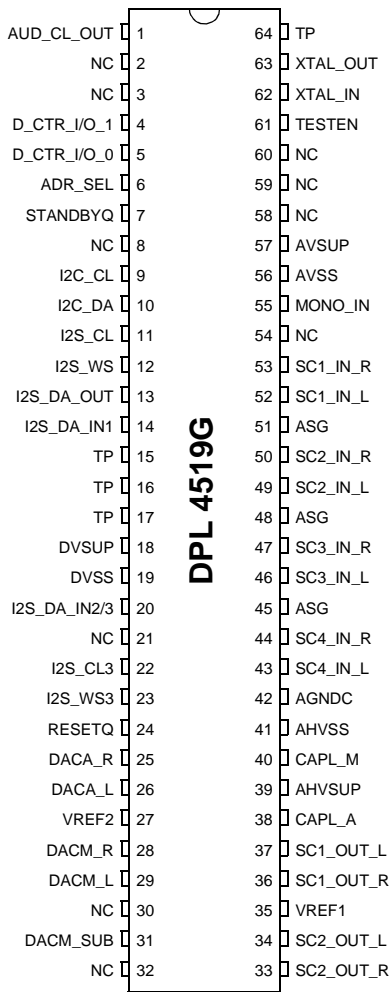 AUD_CL_OUT 1 64 TP
NC 2 63 XTAL_OUT
NC 3 62 XTAL_IN
D_CTR_I/O_1 4 61 TESTEN
D_CTR_I/O_0 5 60 NC
ADR_SEL 6 59 NC
STANDBYQ 7 58 NC
NC 8 57 AVSUP
I2C_CL 9 56 AVSS
I2C_DA 10 55 MONO_IN
I2S_CL 11 54 NC
I2S_WS 12 53 SC1_IN_R
I2S_DA_OUT 13 52 SC1_IN_L
I2S_DA_IN1 14 51 ASG
TP 15 50 SC2_IN_R
TP 16 49 SC2_IN_L
TP 17 48 ASG
DVSUP 18 47 SC3_IN_R
DVSS 19 46 SC3_IN_L
I2S_DA_IN2/3 20 45 ASG
NC 21 44 SC4_IN_R
I2S_CL3 22 43 SC4_IN_L
I2S_WS3 23 42 AGNDC
RESETQ 24 41 AHVSS
DACA_R 25 40 CAPL_M
DACA_L 26 39 AHVSUP
VREF2 27 38 CAPL_A
DACM_R 28 37 SC1_OUT_L
DACM_L 29 36 SC1_OUT_R
NC 30 35 VREF1
DACM_SUB 31 34 SC2_OUT_L
NC 32 33 SC2_OUT_R
DPL 4519G